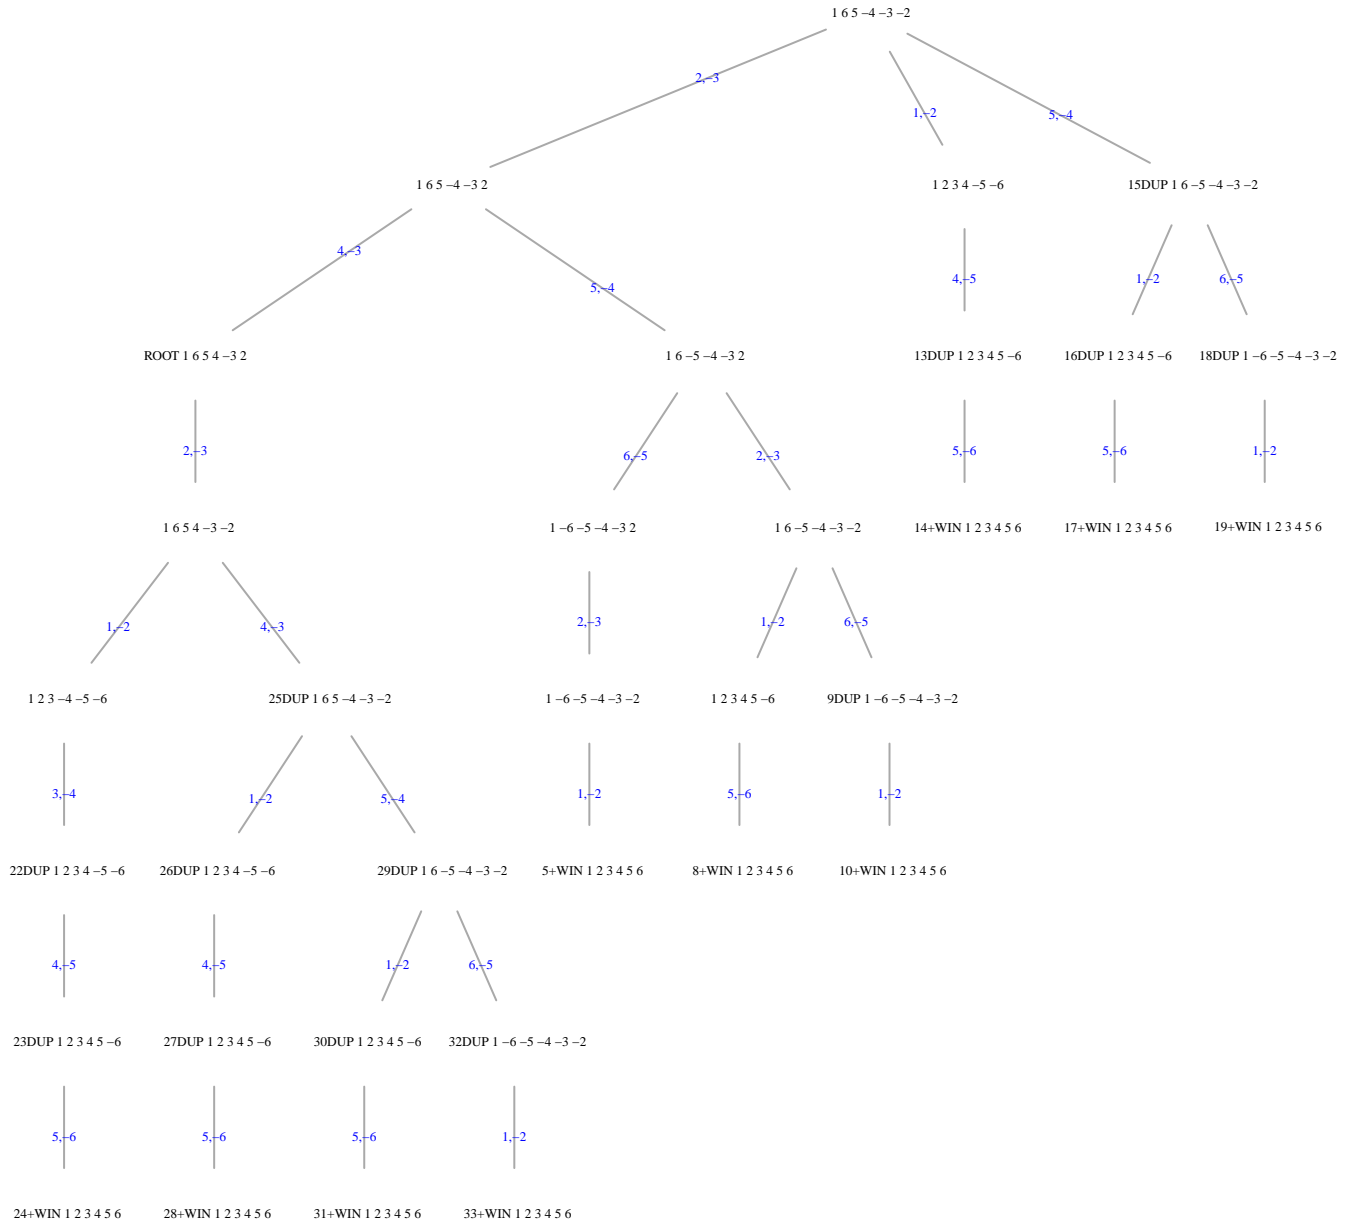 1 6 5 −4 −3 −2
2,−3
1,−2
5,−4
1 6 5 −4 −3 2
1 2 3 4 −5 −6
15DUP 1 6 −5 −4 −3 −2
4,−3
5,−4
4,−5
1,−2
6,−5
ROOT 1 6 5 4 −3 2
1 6 −5 −4 −3 2
13DUP 1 2 3 4 5 −6
16DUP 1 2 3 4 5 −6
18DUP 1 −6 −5 −4 −3 −2
2,−3
6,−5
2,−3
5,−6
5,−6
1,−2
1 6 5 4 −3 −2
1 −6 −5 −4 −3 2
1 6 −5 −4 −3 −2
14+WIN 1 2 3 4 5 6
17+WIN 1 2 3 4 5 6
19+WIN 1 2 3 4 5 6
1,−2
4,−3
2,−3
1,−2
6,−5
1 2 3 −4 −5 −6
25DUP 1 6 5 −4 −3 −2
1 −6 −5 −4 −3 −2
1 2 3 4 5 −6
9DUP 1 −6 −5 −4 −3 −2
3,−4
1,−2
5,−4
1,−2
5,−6
1,−2
22DUP 1 2 3 4 −5 −6
26DUP 1 2 3 4 −5 −6
29DUP 1 6 −5 −4 −3 −2
5+WIN 1 2 3 4 5 6
8+WIN 1 2 3 4 5 6
10+WIN 1 2 3 4 5 6
4,−5
4,−5
1,−2
6,−5
23DUP 1 2 3 4 5 −6
27DUP 1 2 3 4 5 −6
30DUP 1 2 3 4 5 −6
32DUP 1 −6 −5 −4 −3 −2
5,−6
5,−6
5,−6
1,−2
24+WIN 1 2 3 4 5 6
28+WIN 1 2 3 4 5 6
31+WIN 1 2 3 4 5 6
33+WIN 1 2 3 4 5 6